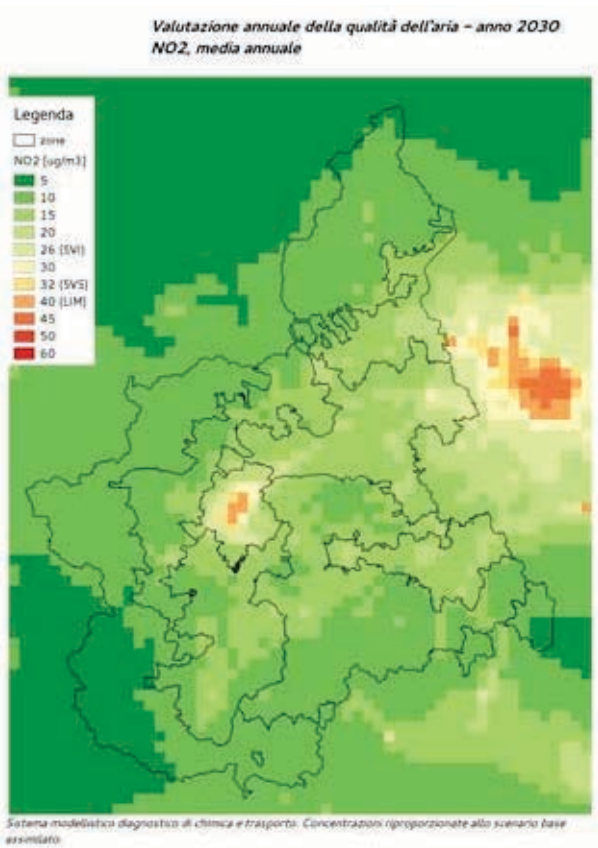 Valutazione annuale della qualità dell'aria – anno 2030
NO2, media annuale
Legenda
zone
NO2 [ug/m3]
5
10
15
20
26 (SVI)
30
32 (SVS)
40 (LIM)
45
50
60
Sistema modellistico diagnostico di chimica e trasporto. Concentrazioni riproporzionate allo scenario base
assimilato